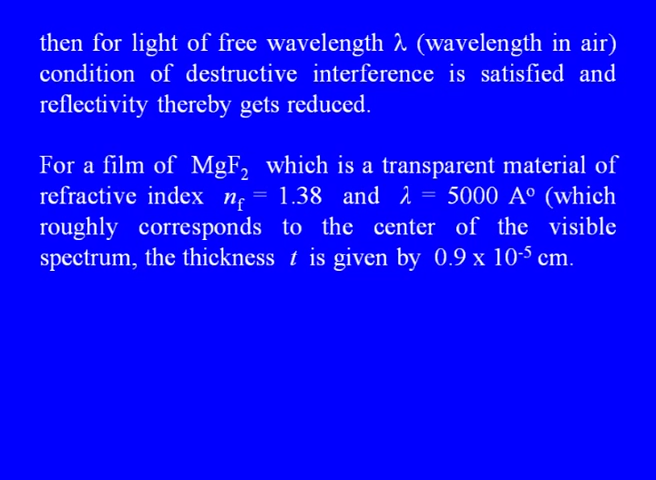 then for light of free wavelength λ (wavelength in air)
condition of destructive interference is satisfied and
reflectivity thereby gets reduced.
For a film of MgF₂ which is a transparent material of
refractive index n_f = 1.38 and λ = 5000 Aº (which
roughly corresponds to the center of the visible
spectrum, the thickness t is given by 0.9 x 10⁻⁵ cm.